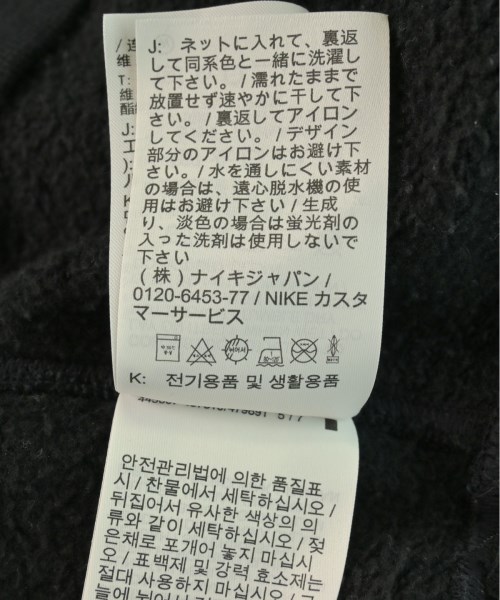 J: ネットに入れて、裏返
して同系色と一緒に洗濯し
て下さい。/ 濡れたままで
放置せず速やかに干して下
さい。/ 裏返してアイロン
してください。/ デザイン
部分のアイロンはお避け下
さい。/ 水を通しにくい素材
の場合は、遠心脱水機の使
用はお避け下さい / 生成
り、淡色の場合は蛍光剤の
入った洗剤は使用しないで
下さい
(株) ナイキジャパン /
0120-6453-77 / NIKE カスタ
マーサービス
K: 전기용품 및 생활용품
안전관리법에 의한 품질표
시 / 찬물에서 세탁하십시오 /
뒤집어서 유사한 색상의 의
류와 같이 세탁하십시오 / 젖
은채로 포개어 놓지 마십시
오 / 표백제 및 강력 효소제는
절대 사용하지 마십시오